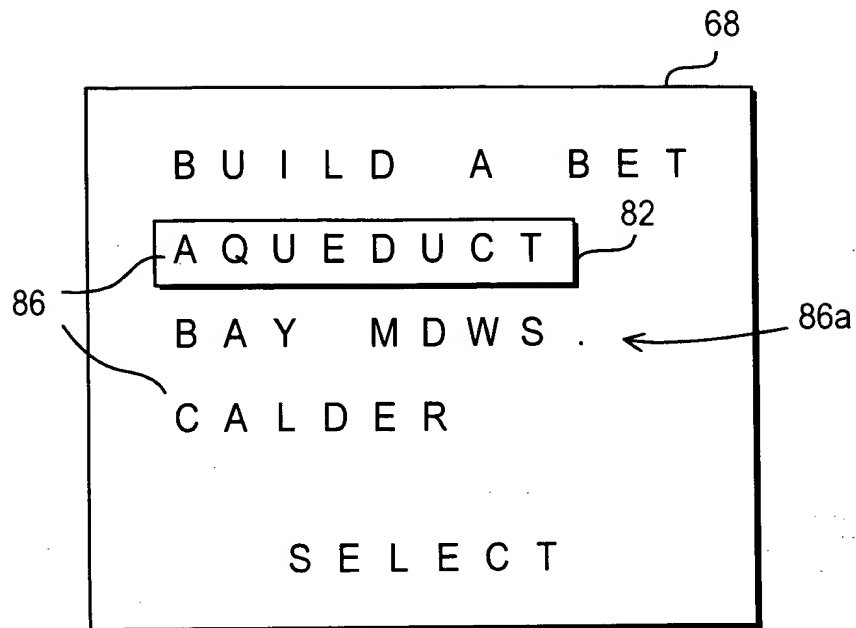 68
BUILD A BET
AQUEDUCT
82
86
BAY MDWS.
86a
CALDER
SELECT